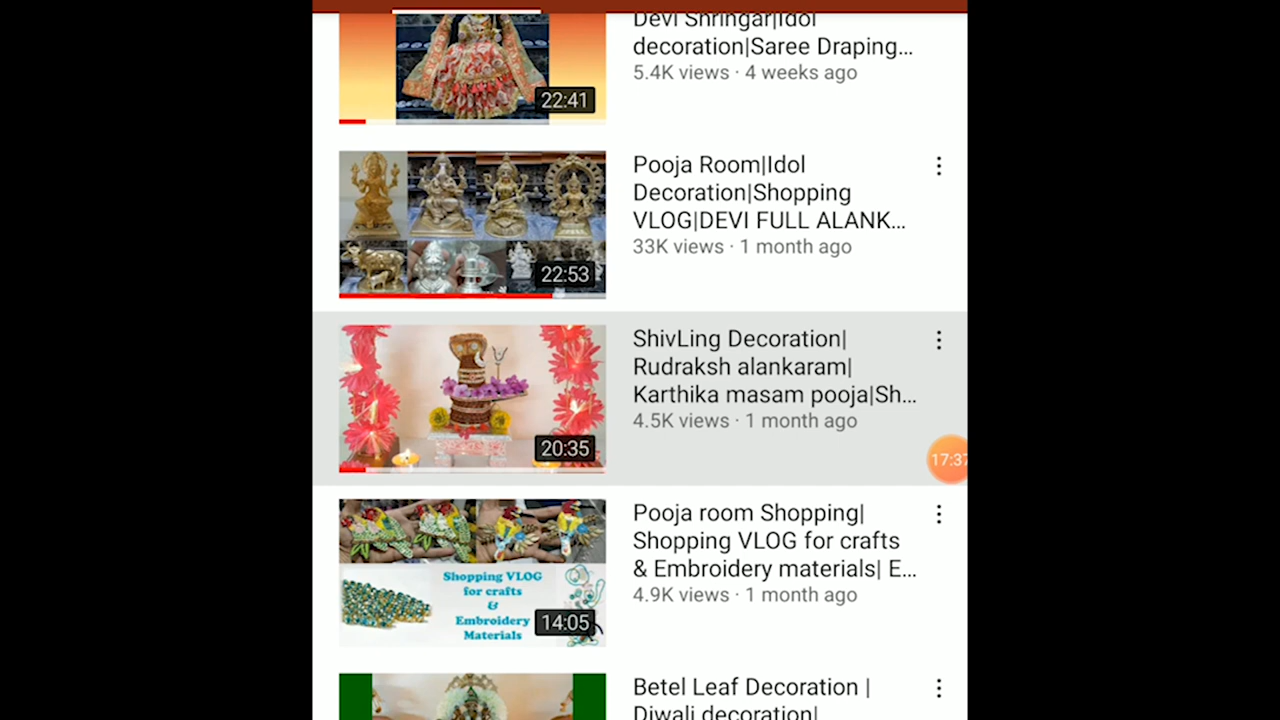 Devi Shringar|Idol
decoration|Saree Draping...
5.4K views · 4 weeks ago
22:41
Pooja Room|Idol
Decoration|Shopping
VLOG|DEVI FULL ALANK...
33K views · 1 month ago
22:53
ShivLing Decoration|
Rudraksh alankaram|
Karthika masam pooja|Sh...
4.5K views · 1 month ago
20:35
17:37
Pooja room Shopping|
Shopping VLOG for crafts
& Embroidery materials| E...
4.9K views · 1 month ago
Shopping VLOG
for crafts
&
Embroidery
Materials
14:05
Betel Leaf Decoration |
Diwali decoration|